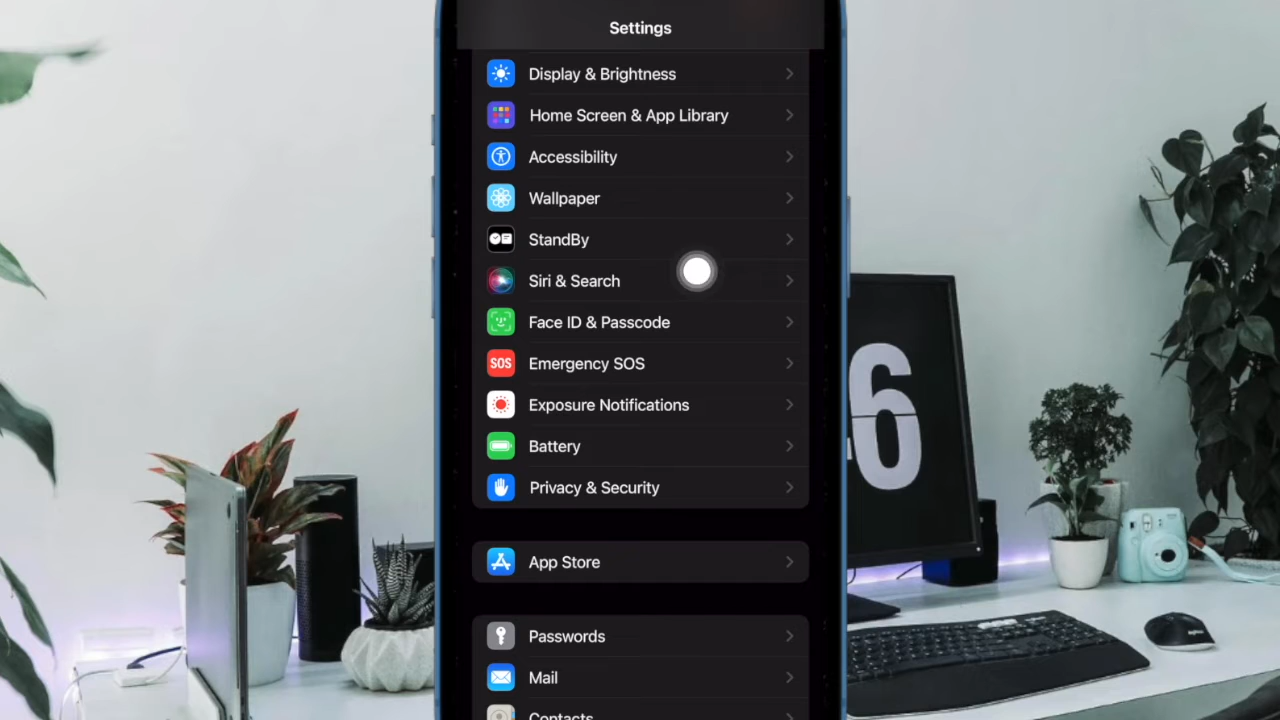 Settings
Display & Brightness
Home Screen & App Library
Accessibility
Wallpaper
StandBy
Siri & Search
Face ID & Passcode
SOS
Emergency SOS
Exposure Notifications
Battery
Privacy & Security
App Store
Passwords
Mail
Contacts
6